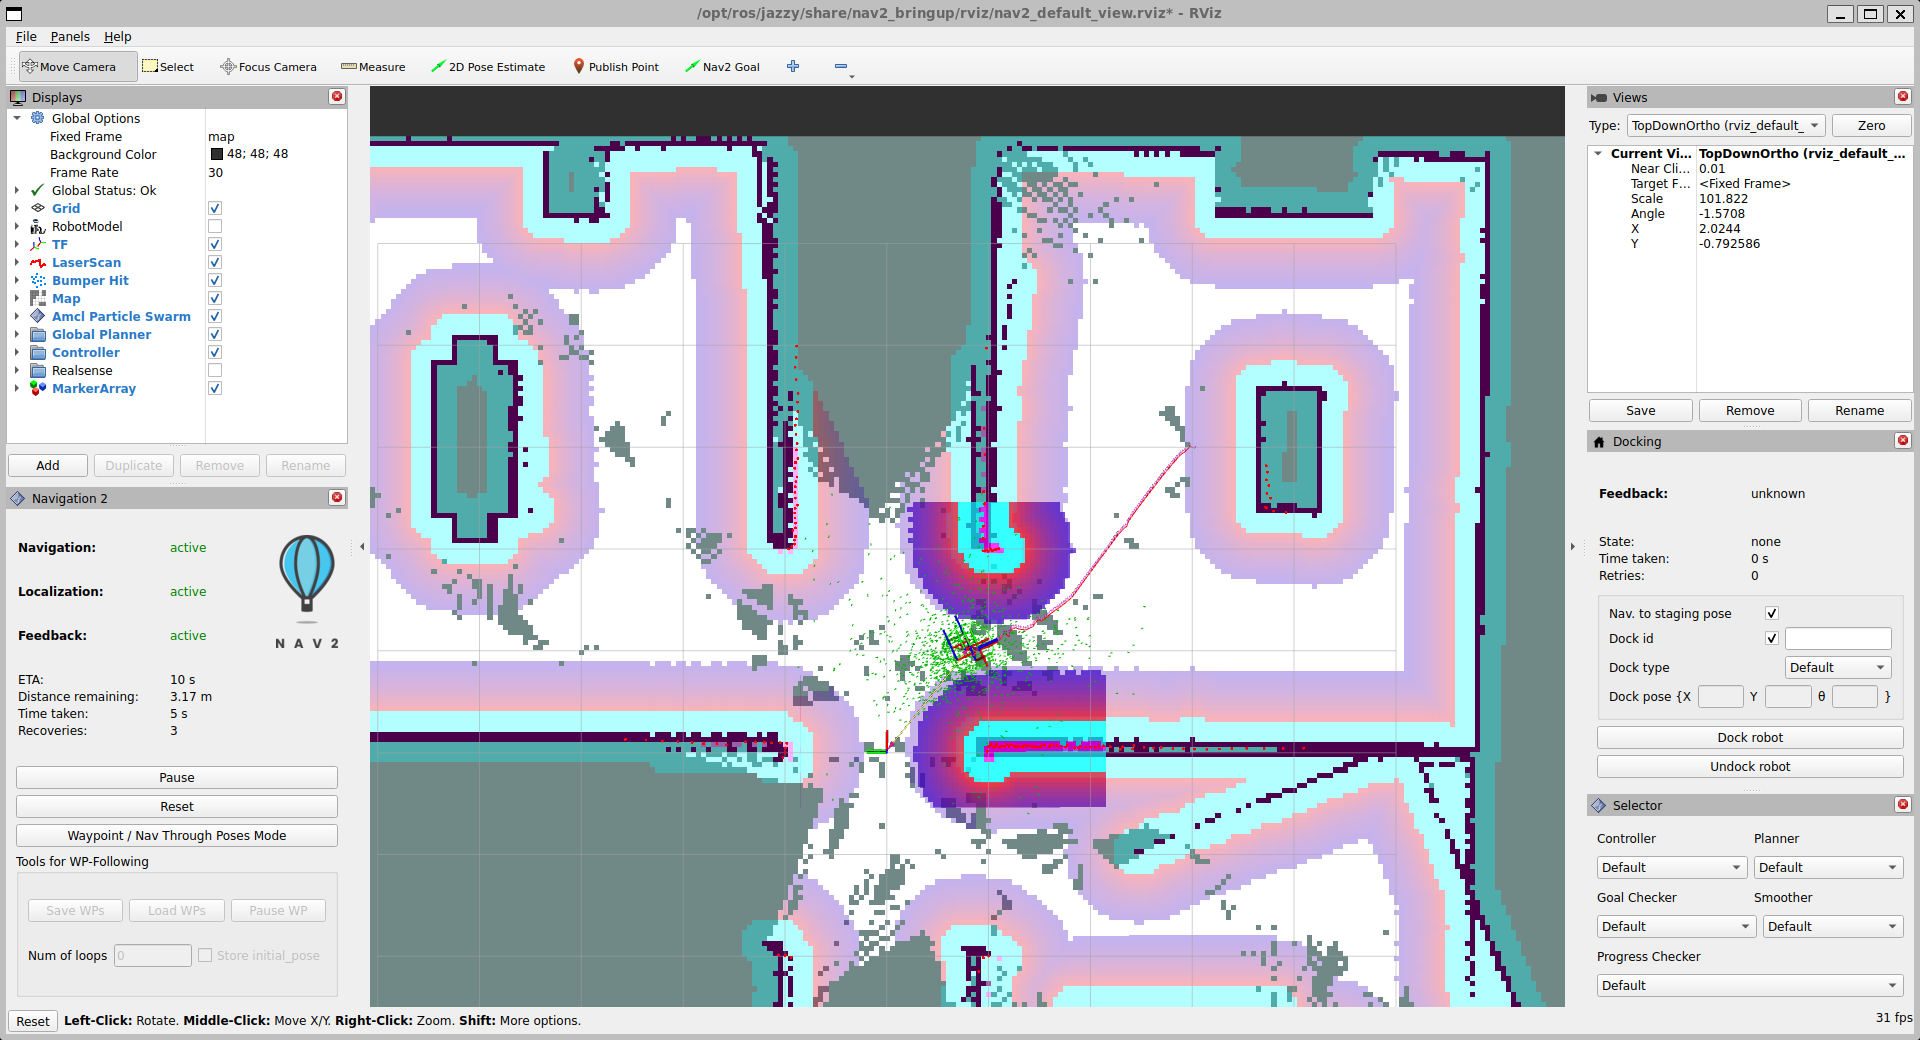 /opt/ros/jazzy/share/nav2_bringup/rviz/nav2_default_view.rviz* - RViz
File Panels Help
Move Camera Select Focus Camera Measure 2D Pose Estimate Publish Point Nav2 Goal
Displays
Global Options
Fixed Frame map
Background Color 48; 48; 48
Frame Rate 30
Global Status: Ok
Grid
RobotModel
TF
LaserScan
Bumper Hit
Map
Amcl Particle Swarm
Global Planner
Controller
Realsense
MarkerArray
Add Duplicate Remove Rename
Navigation 2
Navigation: active
Localization: active
Feedback: active
NAV2
ETA: 10 s
Distance remaining: 3.17 m
Time taken: 5 s
Recoveries: 3
Pause
Reset
Waypoint / Nav Through Poses Mode
Tools for WP-Following
Save WPs Load WPs Pause WP
Num of loops 0 Store initial_pose
Reset Left-Click: Rotate. Middle-Click: Move X/Y. Right-Click: Zoom. Shift: More options.
Views
Type: TopDownOrtho (rviz_default_ Zero
Current Vi... TopDownOrtho (rviz_default_...
Near Cli... 0.01
Target F... <Fixed Frame>
Scale 101.822
Angle -1.5708
X 2.0244
Y -0.792586
Save Remove Rename
Docking
Feedback: unknown
State: none
Time taken: 0 s
Retries: 0
Nav. to staging pose
Dock id
Dock type Default
Dock pose {X Y θ }
Dock robot
Undock robot
Selector
Controller Planner
Default Default
Goal Checker Smoother
Default Default
Progress Checker
Default
31 fps